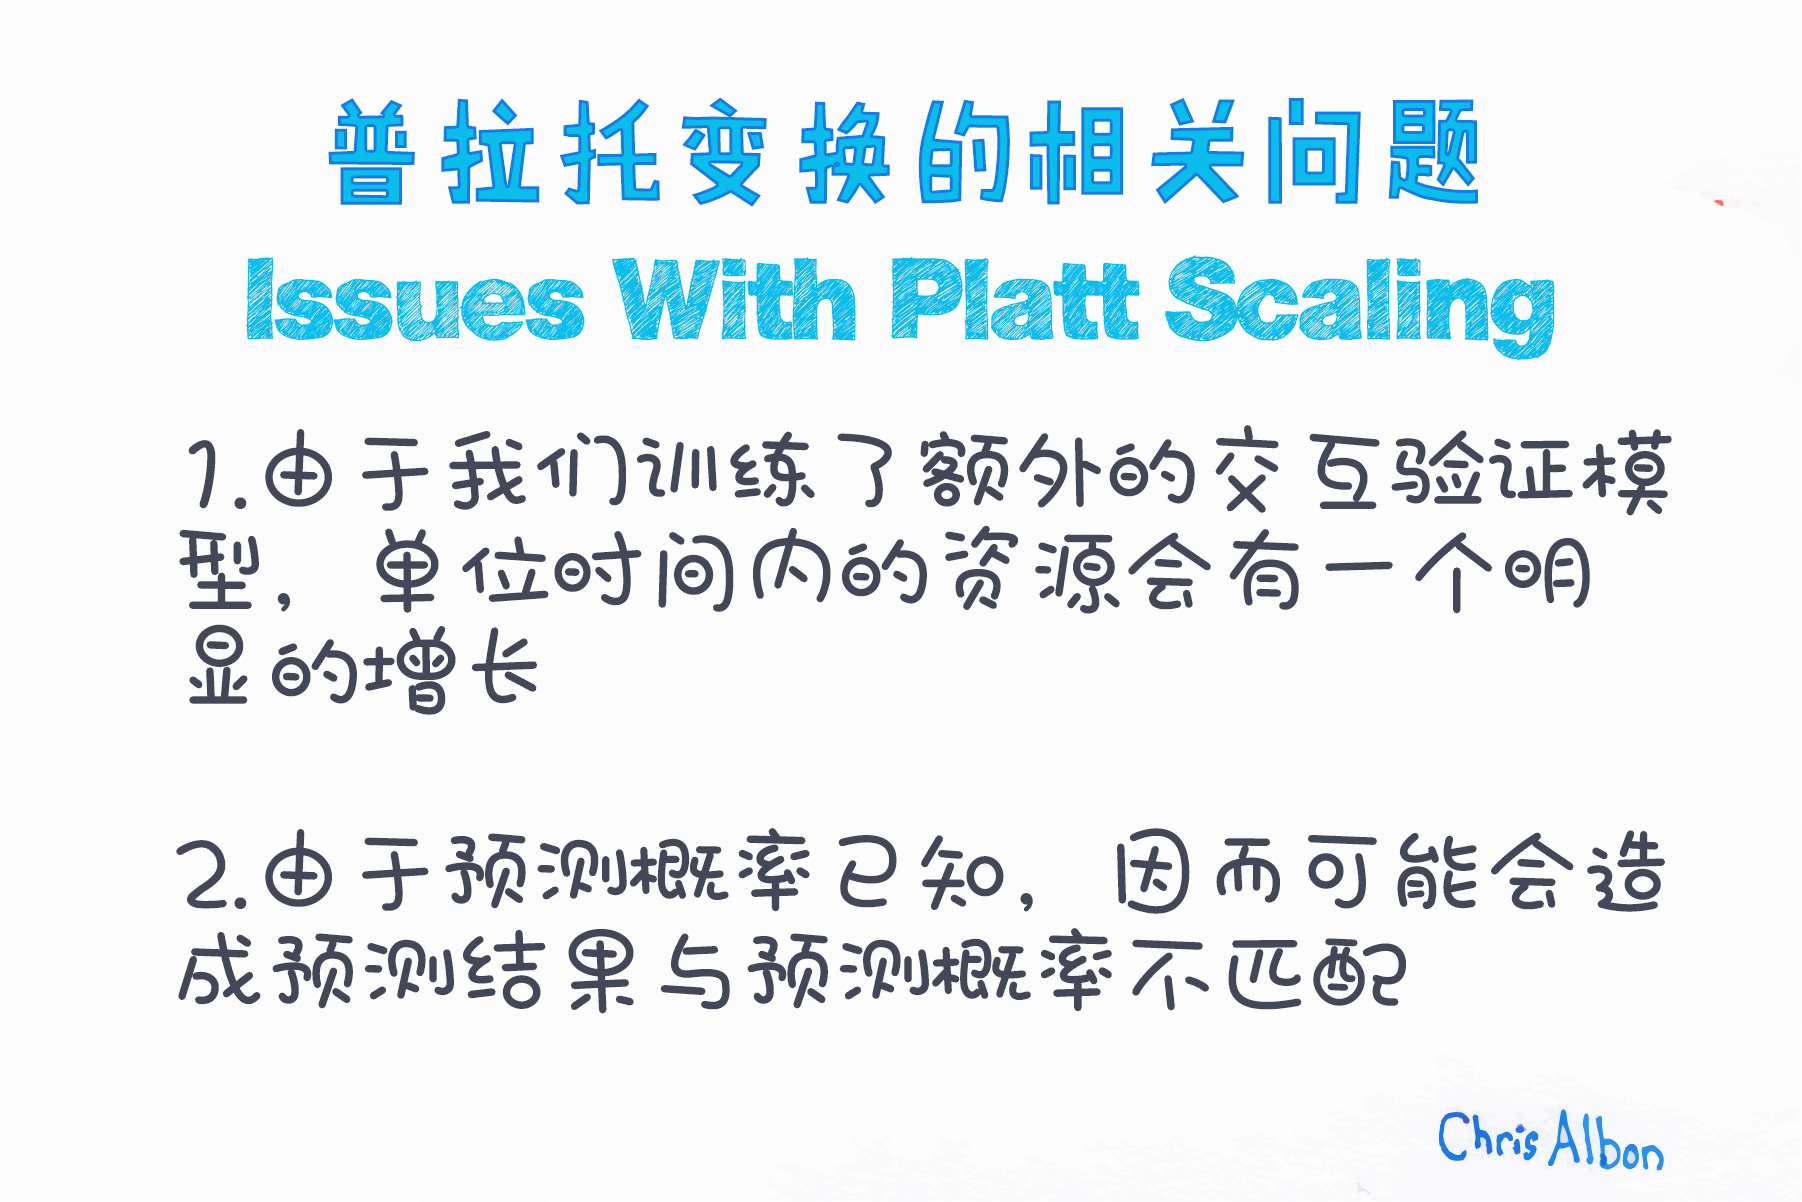 普拉托变换的相关问题
Issues With Platt Scaling
1.由于我们训练了额外的交互验证模
型，单位时间内的资源会有一个明
显的增长
2.由于预测概率已知，因而可能会造
成预测结果与预测概率不匹配
Chris Albon